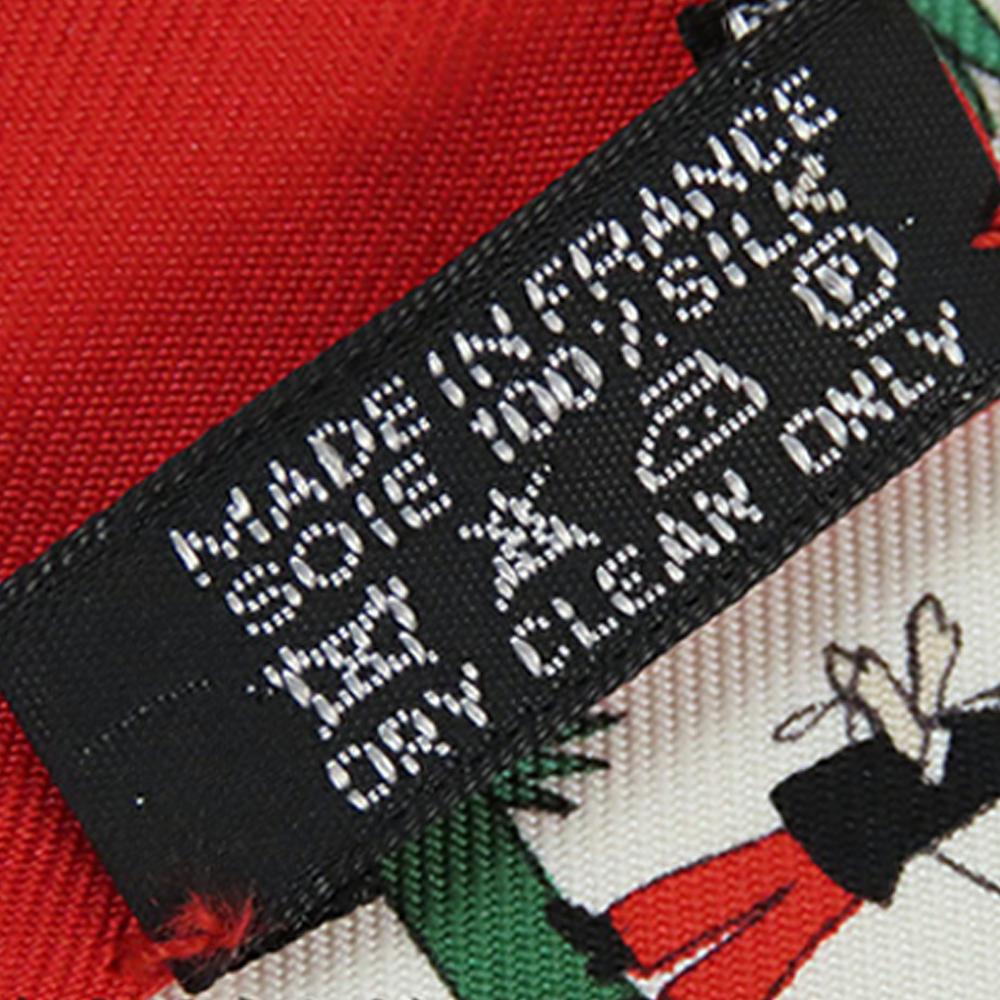 MADE IN FRANCE
SOIE 100% SILK
P
DRY CLEAN ONLY